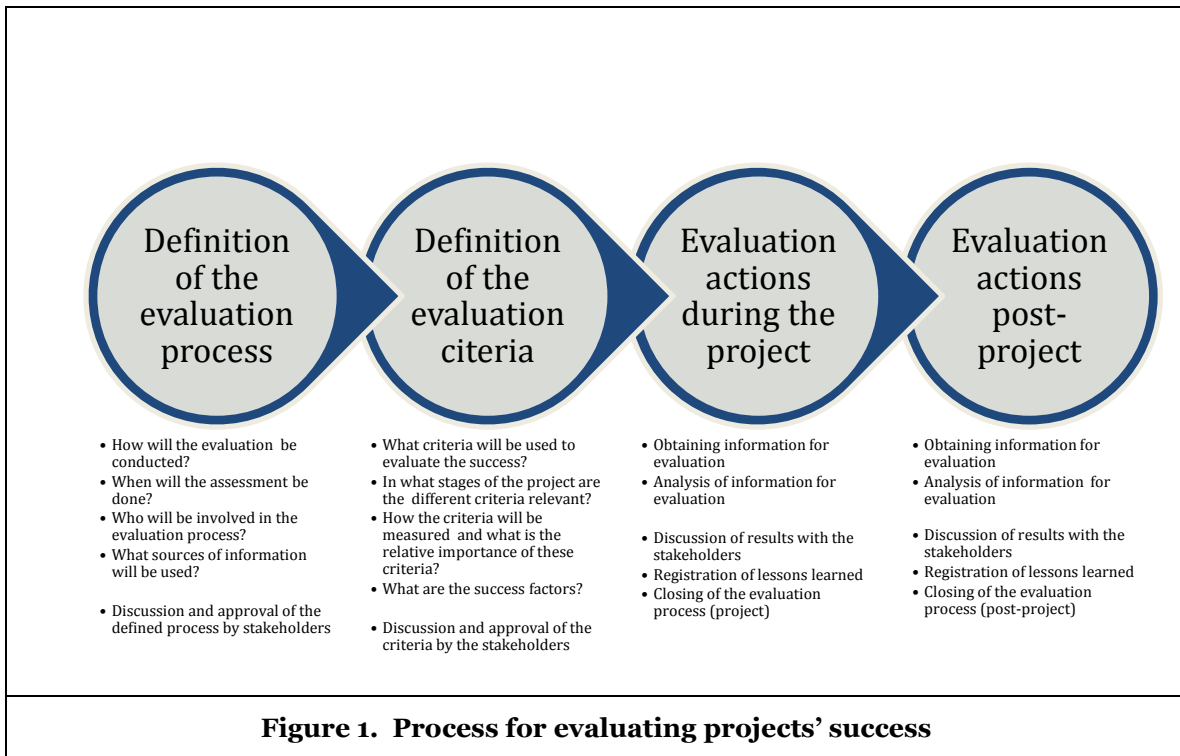 Definition
of the
evaluation
process
Definition
of the
evaluation
citeria
Evaluation
actions
during the
project
Evaluation
actions
post-
project
• How will the evaluation be
conducted?
• When will the assessment be
done?
• Who will be involved in the
evaluation process?
• What sources of information
will be used?
• Discussion and approval of the
defined process by stakeholders
• What criteria will be used to
evaluate the success?
• In what stages of the project are
the different criteria relevant?
• How the criteria will be
measured and what is the
relative importance of these
criteria?
• What are the success factors?
• Discussion and approval of the
criteria by the stakeholders
• Obtaining information for
evaluation
• Analysis of information for
evaluation
• Discussion of results with the
stakeholders
• Registration of lessons learned
• Closing of the evaluation
process (project)
• Obtaining information for
evaluation
• Analysis of information for
evaluation
• Discussion of results with the
stakeholders
• Registration of lessons learned
• Closing of the evaluation
process (post-project)
Figure 1. Process for evaluating projects’ success